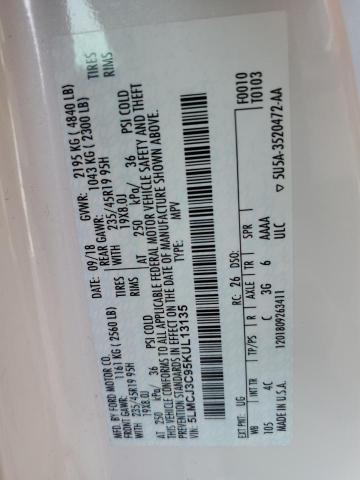 MFD. BY FORD MOTOR CO.
DATE: 09/18 GVWR: 2195 KG ( 4840 LB)
FRONT GAWR: 1161 KG ( 2560 LB) REAR GAWR: 1043 KG ( 2300 LB)
WITH 235/45R19 95H TIRES WITH 235/45R19 95H TIRES
19X8.0J RIMS 19X8.0J RIMS
AT 250 kPa/ 36 PSI COLD AT 250 kPa/ 36 PSI COLD
THIS VEHICLE CONFORMS TO ALL APPLICABLE FEDERAL MOTOR VEHICLE SAFETY AND THEFT
PREVENTION STANDARDS IN EFFECT ON THE DATE OF MANUFACTURE SHOWN ABOVE.
VIN: 5LMCJ3C95KUL13135
TYPE: MPV
F0010
T0103
EXT PNT: UG RC: 26 DSO:
WB INT TR TP/PS R AXLE TR SPR
105 4C C 3G 6 AAAA
ULC
1201809263411
▽ 5U5A-3520472-AA
MADE IN U.S.A.